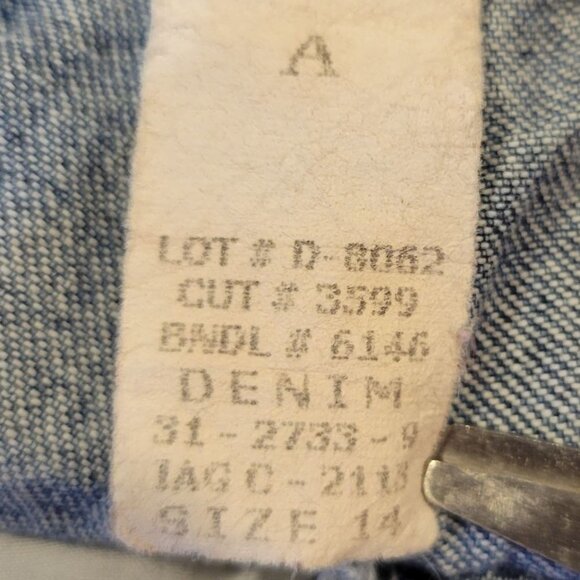 A
LOT # D-8062
CUT # 3599
BNDL # 6146
DENIM
31-2733-9
SIZE 14